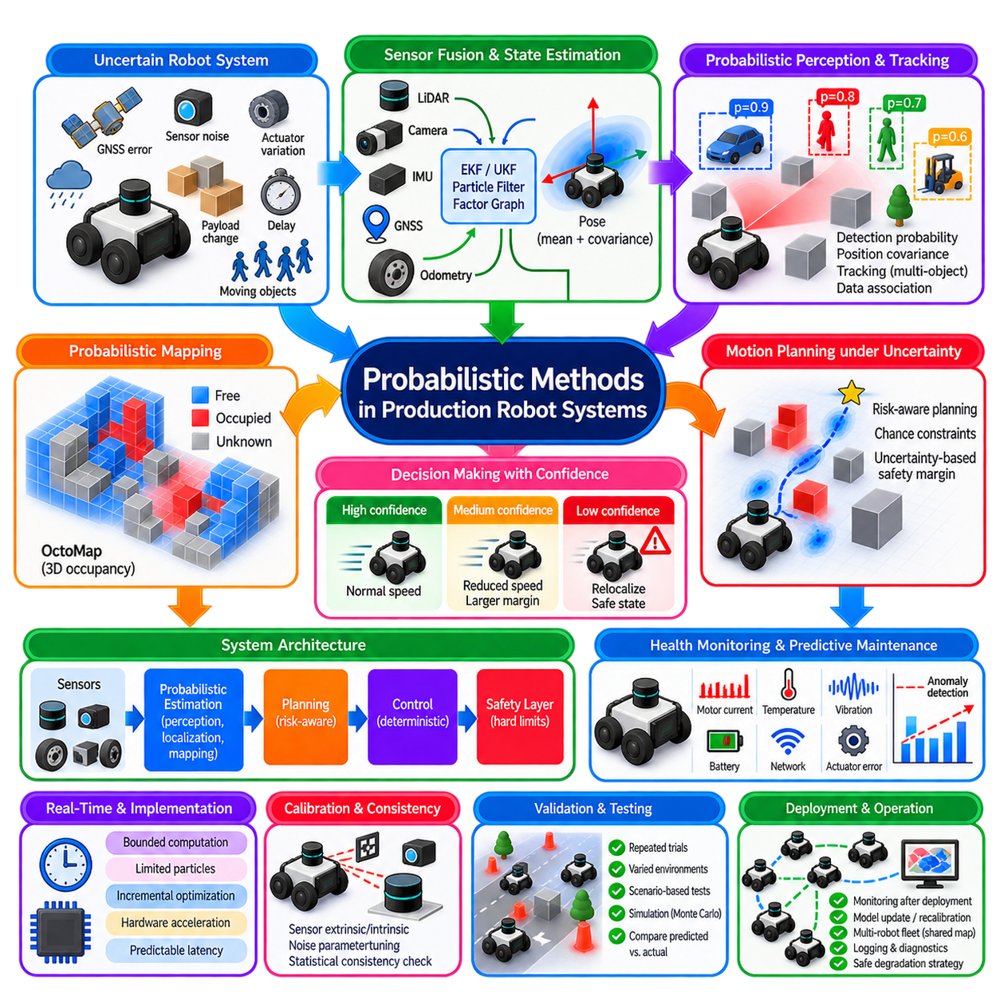 Uncertain Robot System
GNSS error
Sensor noise
Actuator
variation
Payload
change
Delay
Moving objects
Sensor Fusion & State Estimation
LiDAR
Camera
IMU
GNSS
Odometry
EKF / UKF
Particle Filter
Factor Graph
Pose
(mean + covariance)
Probabilistic Perception & Tracking
p=0.9
p=0.8
p=0.7
p=0.6
Detection probability
Position covariance
Tracking (multi-object)
Data association
Probabilistic Mapping
Free
Occupied
Unknown
OctoMap
(3D occupancy)
Probabilistic Methods
in Production Robot Systems
Motion Planning under Uncertainty
Risk-aware planning
Chance constraints
Uncertainty-based
safety margin
Decision Making with Confidence
High confidence
Normal speed
Medium confidence
Reduced speed
Larger margin
Low confidence
Relocalize
Safe state
System Architecture
Sensors
Probabilistic
Estimation
(perception,
localization,
mapping)
Planning
(risk-aware)
Control
(deterministic)
Safety Layer
(hard limits)
Health Monitoring & Predictive Maintenance
Motor current
Temperature
Vibration
Battery
Network
Actuator error
Anomaly
detection
Real-Time & Implementation
Bounded computation
Limited particles
Incremental optimization
Hardware acceleration
Predictable latency
Calibration & Consistency
Sensor extrinsic/intrinsic
Noise parametertuning
Statistical consistency check
Validation & Testing
Repeated trials
Varied environments
Scenario-based tests
Simulation (Monte Carlo)
Compare predicted
vs. actual
Deployment & Operation
Monitoring after deployment
Model update / recalibration
Multi-robot fleet (shared map)
Logging & diagnostics
Safe degradation strategy